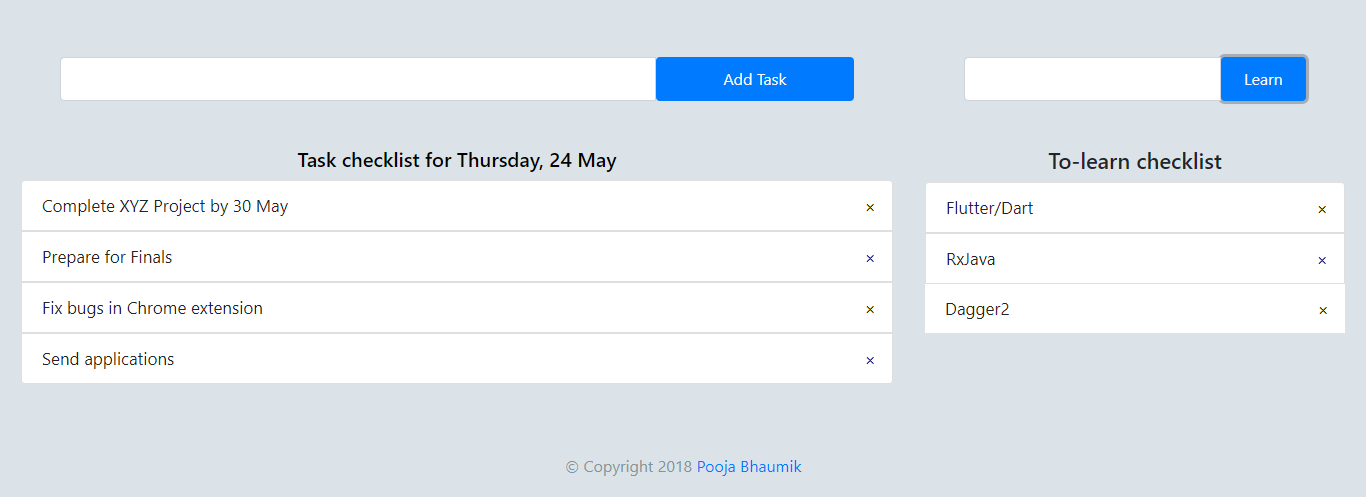 Add Task
Learn
Task checklist for Thursday, 24 May
Complete XYZ Project by 30 May ×
Prepare for Finals ×
Fix bugs in Chrome extension ×
Send applications ×
To-learn checklist
Flutter/Dart ×
RxJava ×
Dagger2 ×
© Copyright 2018 Pooja Bhaumik